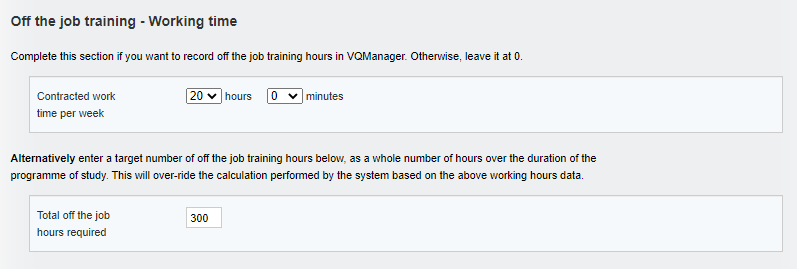 Off the job training - Working time
Complete this section if you want to record off the job training hours in VQManager. Otherwise, leave it at 0.
Contracted work time per week
20 hours 0 minutes
Alternatively enter a target number of off the job training hours below, as a whole number of hours over the duration of the
programme of study. This will over-ride the calculation performed by the system based on the above working hours data.
Total off the job hours required
300